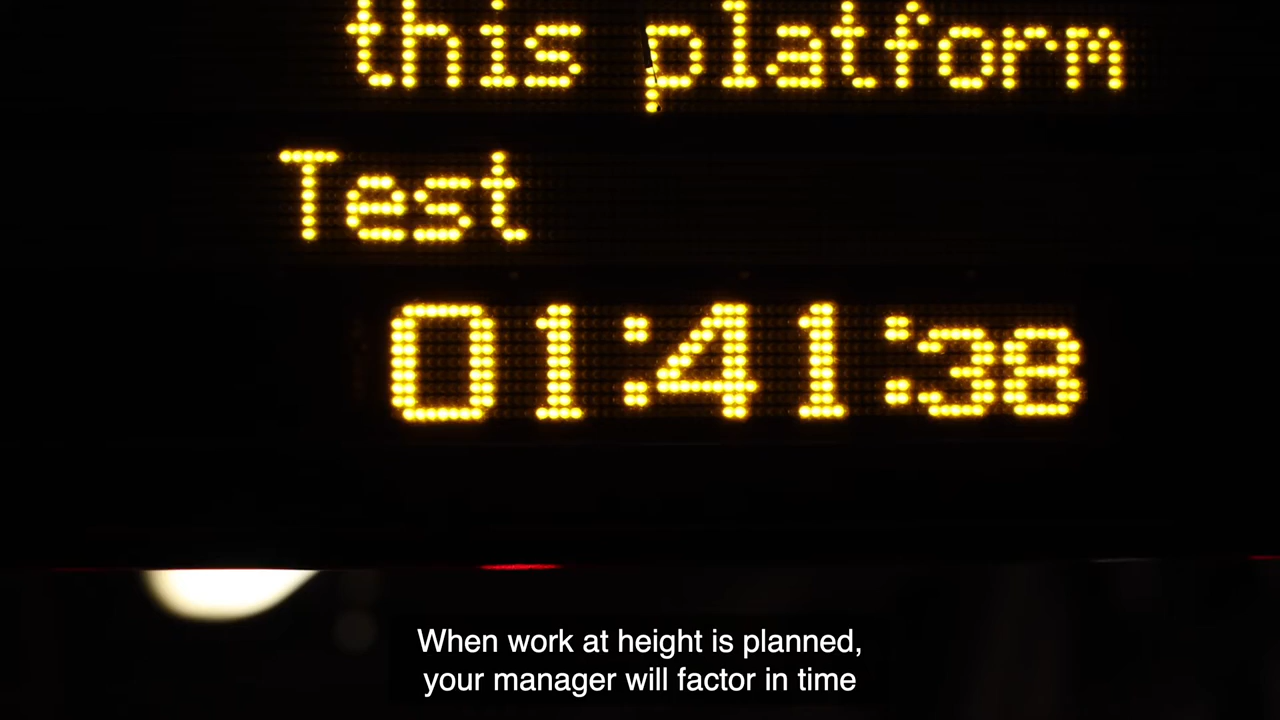 this platform
Test
01:41:38
When work at height is planned,
your manager will factor in time